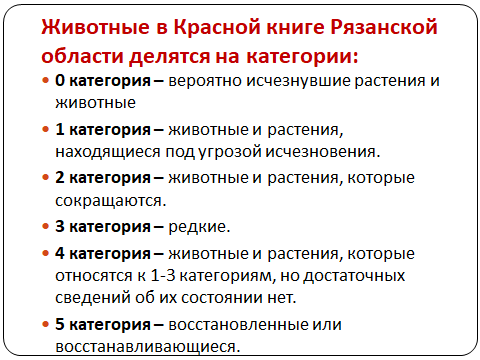 Животные в Красной книге Рязанской
области делятся на категории:
• 0 категория – вероятно исчезнувшие растения и
животные
• 1 категория – животные и растения,
находящиеся под угрозой исчезновения.
• 2 категория – животные и растения, которые
сокращаются.
• 3 категория – редкие.
• 4 категория – животные и растения, которые
относятся к 1-3 категориям, но достаточных
сведений об их состоянии нет.
• 5 категория – восстановленные или
восстанавливающиеся.